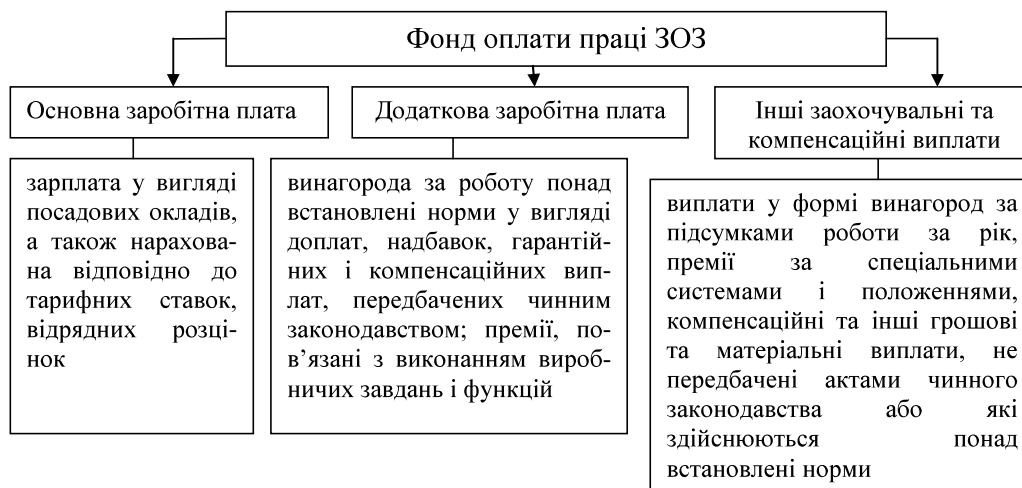 Фонд оплати праці ЗОЗ
Основна заробітна плата
зарплата у вигляді
посадових окладів,
а також нарахова-
на відповідно до
тарифних ставок,
відрядних розці-
нок
Додаткова заробітна плата
винагорода за роботу понад
встановлені норми у вигляді
доплат, надбавок, гарантій-
них і компенсаційних вип-
лат, передбачених чинним
законодавством; премії, по-
в’язані з виконанням вироб-
ничих завдань і функцій
Інші заохочувальні та
компенсаційні виплати
виплати у формі винагород за
підсумками роботи за рік,
премії за спеціальними
системами і положеннями,
компенсаційні та інші грошові
та матеріальні виплати, не
передбачені актами чинного
законодавства або які
здійснюються понад
встановлені норми